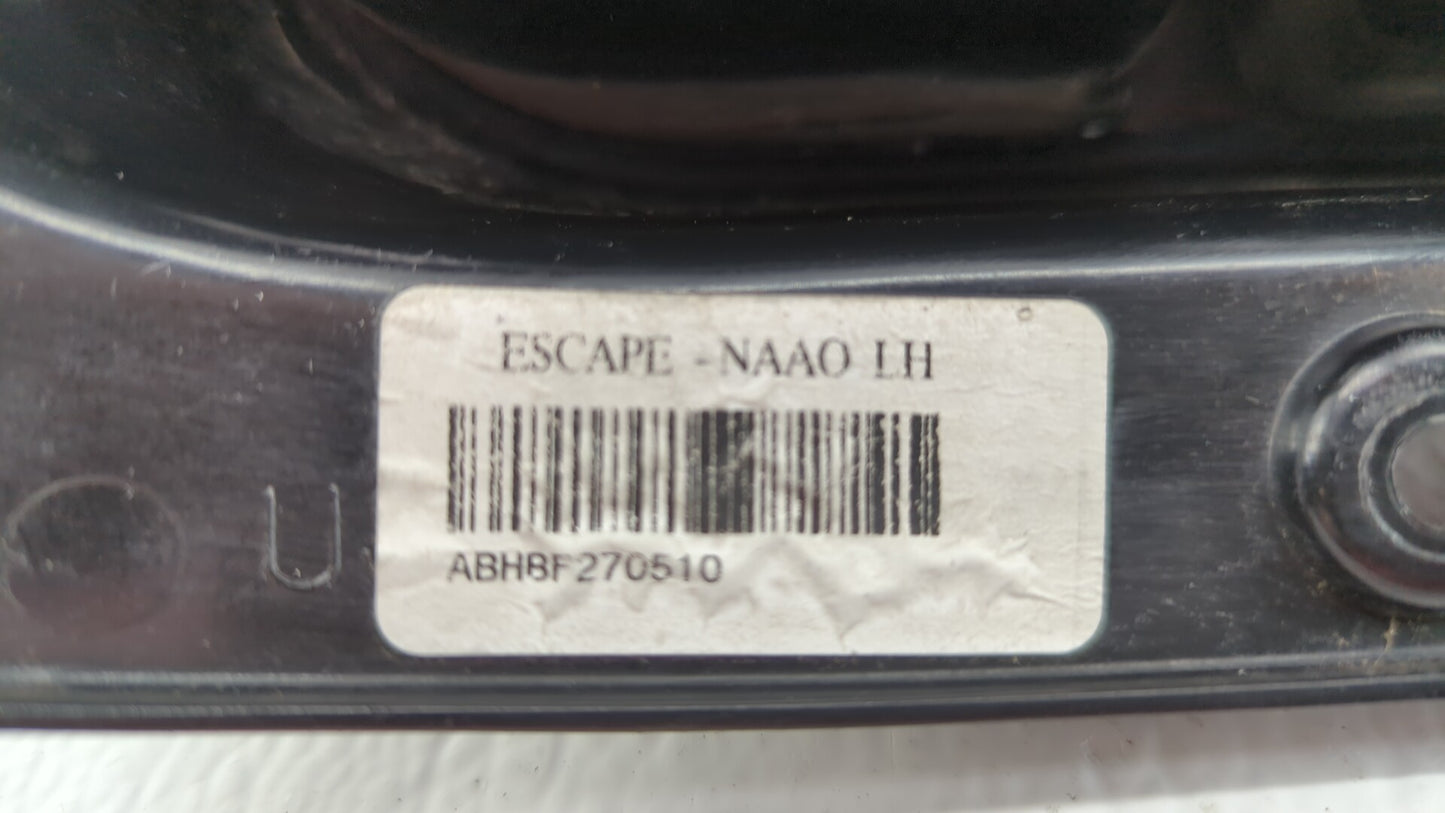 ESCAPE - NAAO LH
ABH8F270510
U